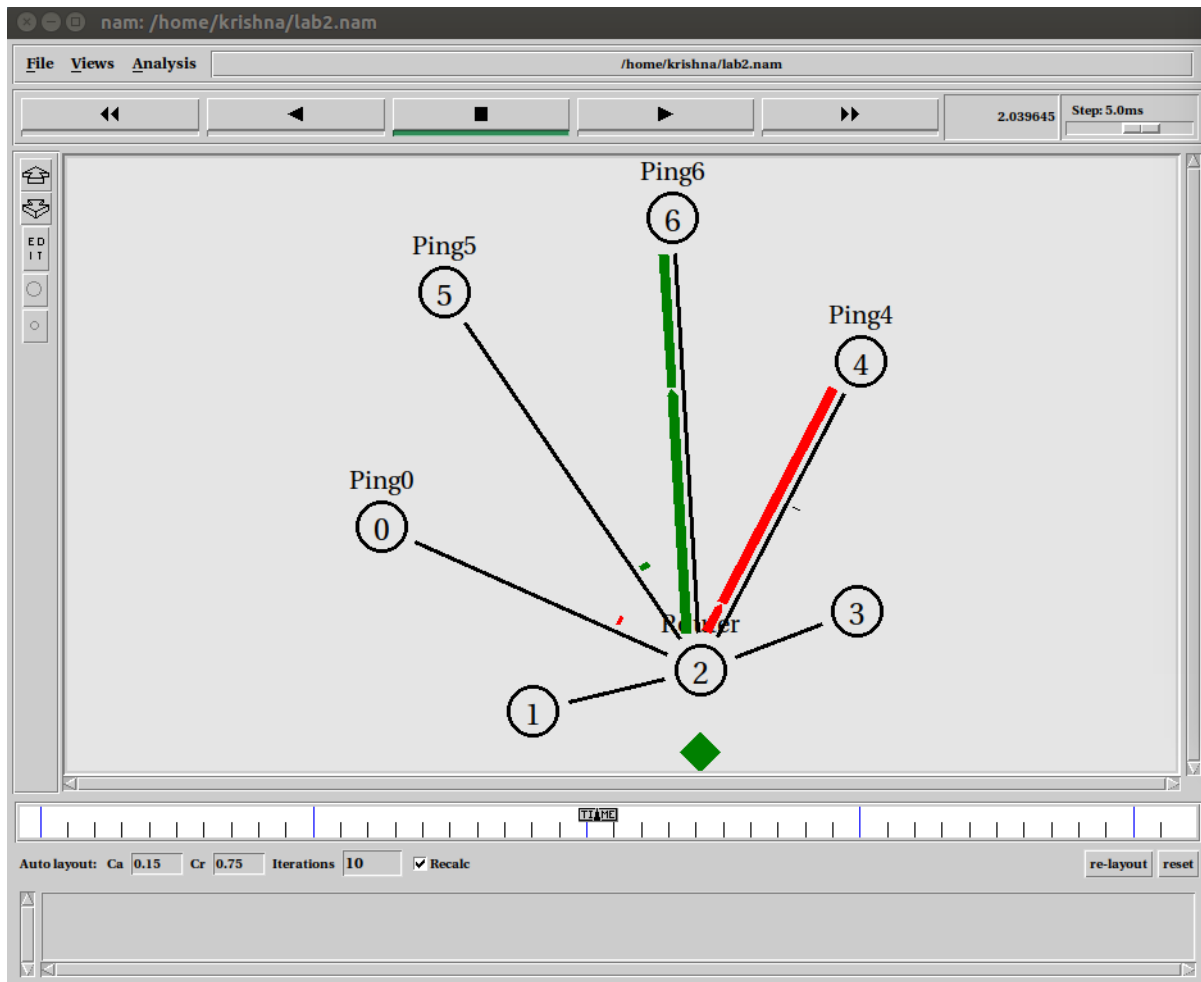 nam: /home/krishna/lab2.nam
File Views Analysis /home/krishna/lab2.nam
2.039645 Step: 5.0ms
E D
I T
Ping6
6
Ping5
5
Ping4
4
Ping0
0
3
Router
2
1
TIME
Auto layout: Ca 0.15 Cr 0.75 Iterations 10 Recalc re-layout reset